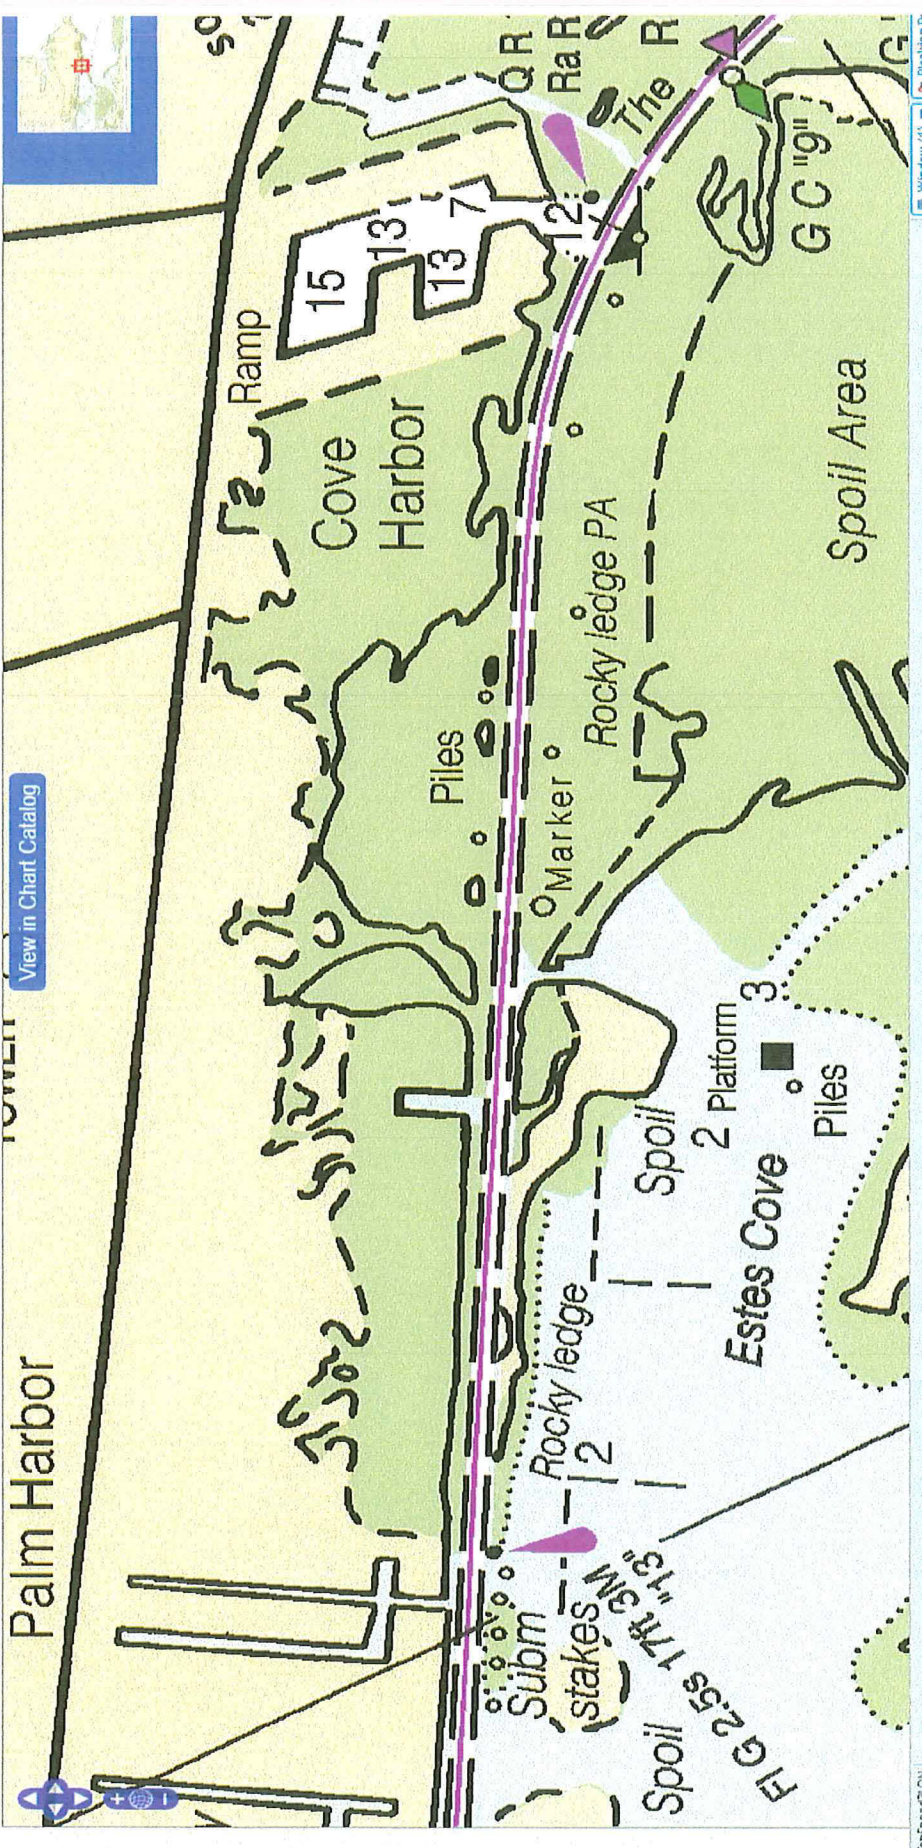 Palm Harbor
View in Chart Catalog
Ramp
15
13
13
7
12
Cove
Harbor
Q R
Ra R
R
The
G C "9"
Piles
Marker
Rocky ledge PA
Spoil Area
Rocky ledge
2
Spoil
2
Platform
3
Piles
Estes Cove
Subm
stakes
Spoil
Fl G 2.5s 17ft 3M
"13"